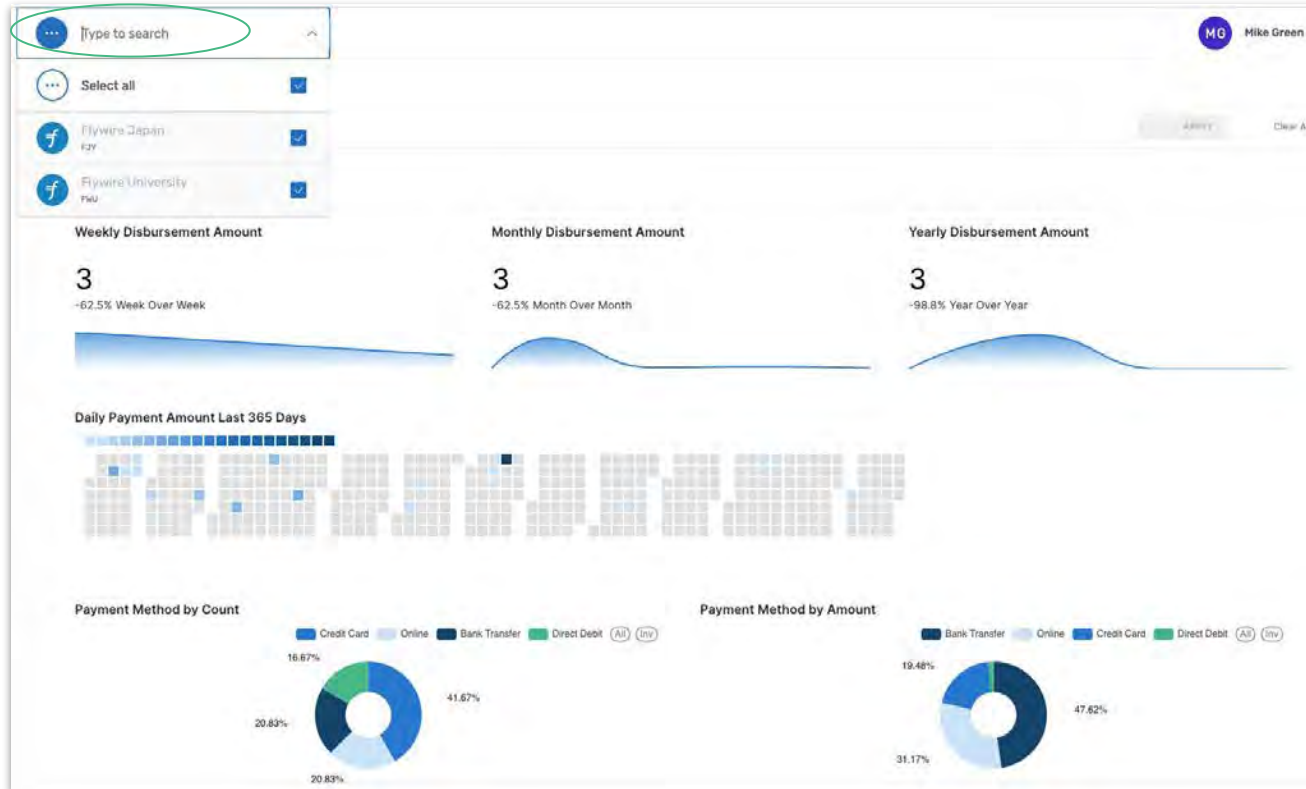 Type to search
MG Mike Green
Select all
Flywire Japan
FJY
APPLY Clear A
Flywire University
FWU
Weekly Disbursement Amount Monthly Disbursement Amount Yearly Disbursement Amount
3 3 3
-62.5% Week Over Week -62.5% Month Over Month -98.8% Year Over Year
Daily Payment Amount Last 365 Days
Payment Method by Count Payment Method by Amount
Credit Card Online Bank Transfer Direct Debit All Inv Bank Transfer Online Credit Card Direct Debit All Inv
16.67% 19.48%
41.67% 47.62%
20.83% 31.17%
20.83%